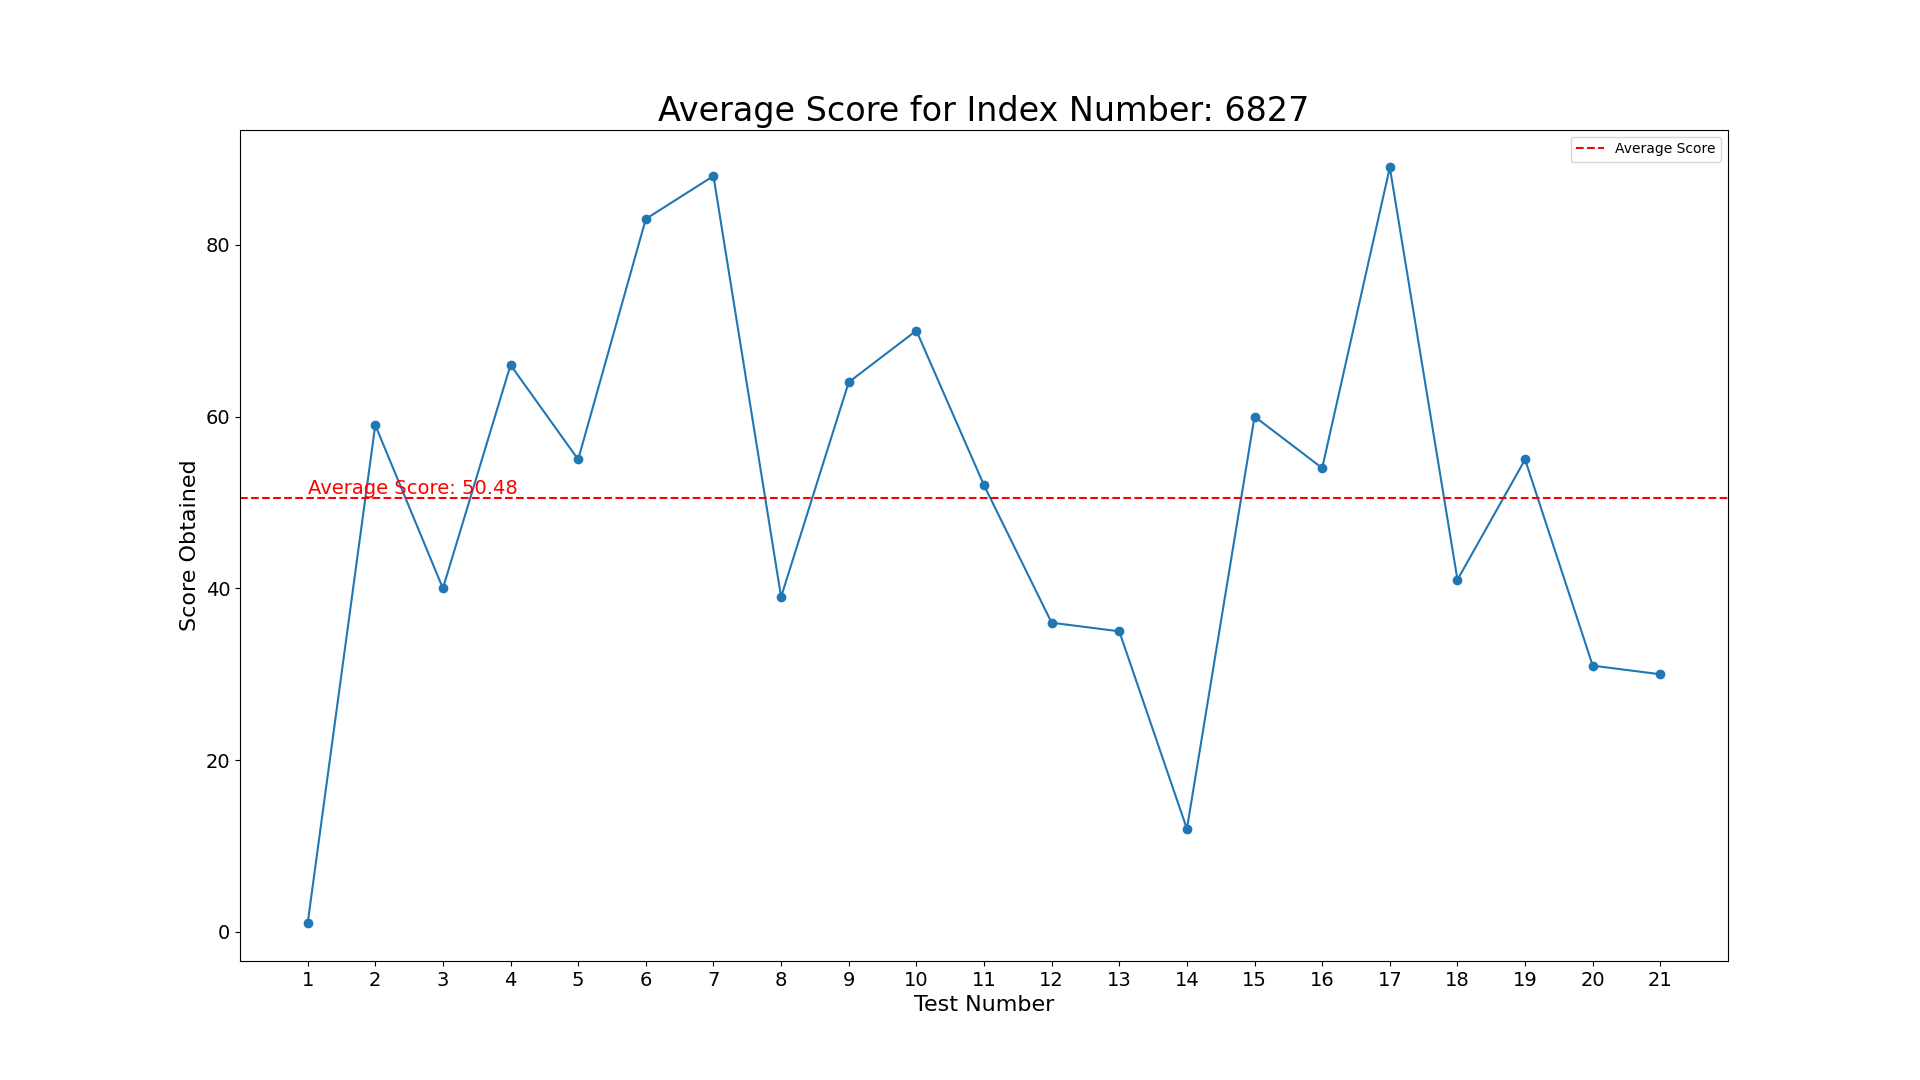 Average Score for Index Number: 6827
Average Score
80
60
40
20
0
Score Obtained
Average Score: 50.48
1 2 3 4 5 6 7 8 9 10 11 12 13 14 15 16 17 18 19 20 21
Test Number